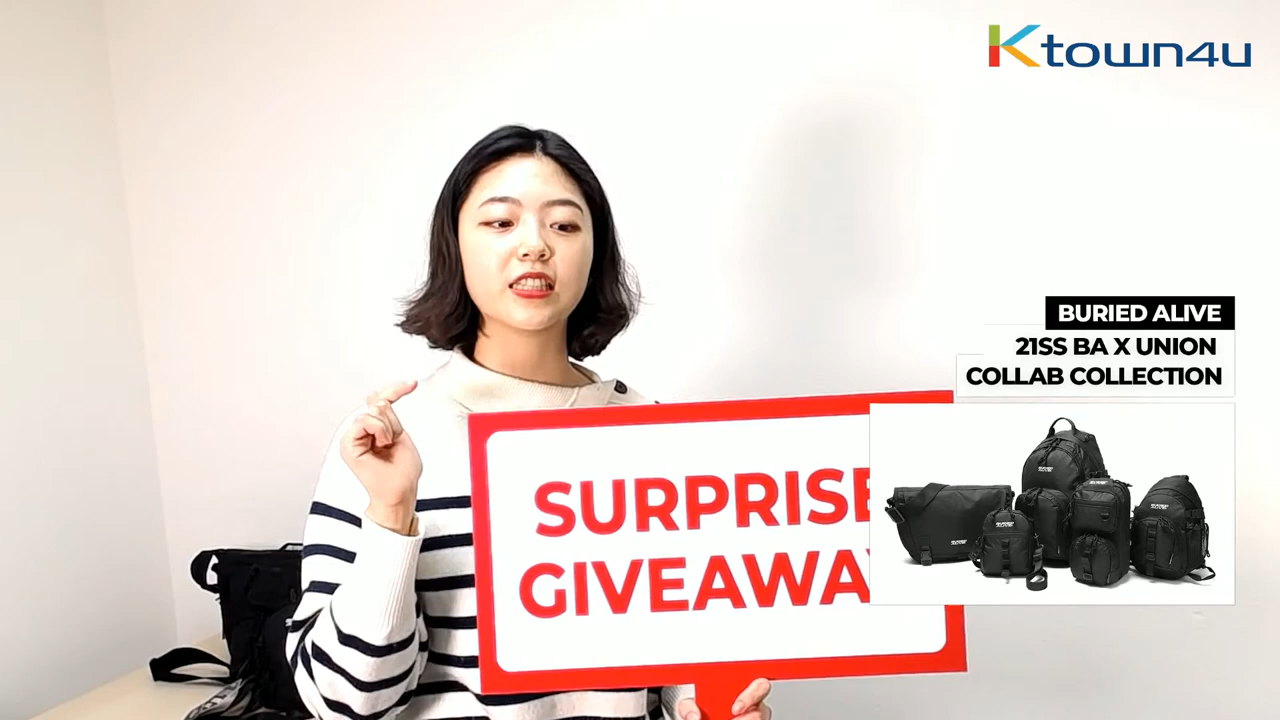 Ktown4u
BURIED ALIVE
21SS BA X UNION
COLLAB COLLECTION
SURPRISE
GIVEAWAY